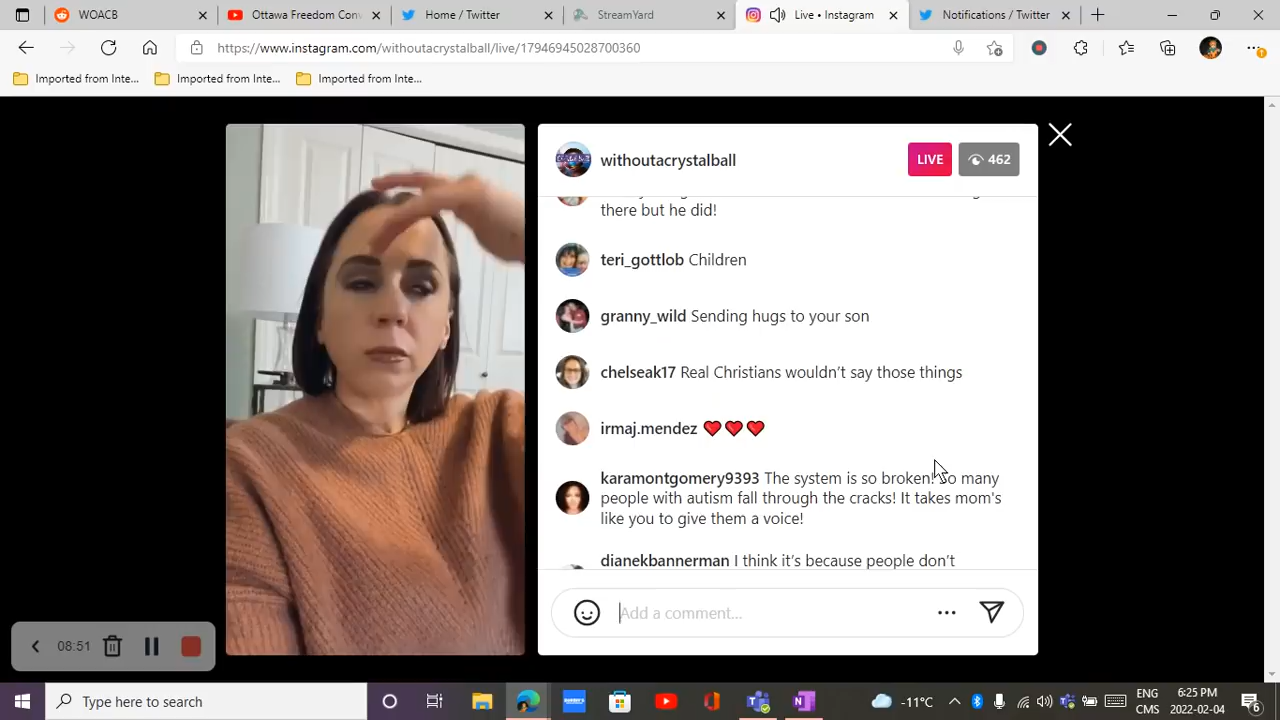 WOACB
Ottawa Freedom Con
Home / Twitter
StreamYard
Live • Instagram
Notifications / Twitter
https://www.instagram.com/withoutacrystalball/live/17946945028700360
Imported from Inte...
Imported from Inte...
Imported from Inte...
withoutacrystalball
LIVE
462
there but he did!
teri_gottlob Children
granny_wild Sending hugs to your son
chelseak17 Real Christians wouldn't say those things
irmaj.mendez ❤❤❤
karamontgomery9393 The system is so broken! So many
people with autism fall through the cracks! It takes mom's
like you to give them a voice!
dianekbannerman I think it's because people don't
Add a comment...
08:51
Type here to search
-11°C
ENG
CMS
6:25 PM
2022-02-04
6